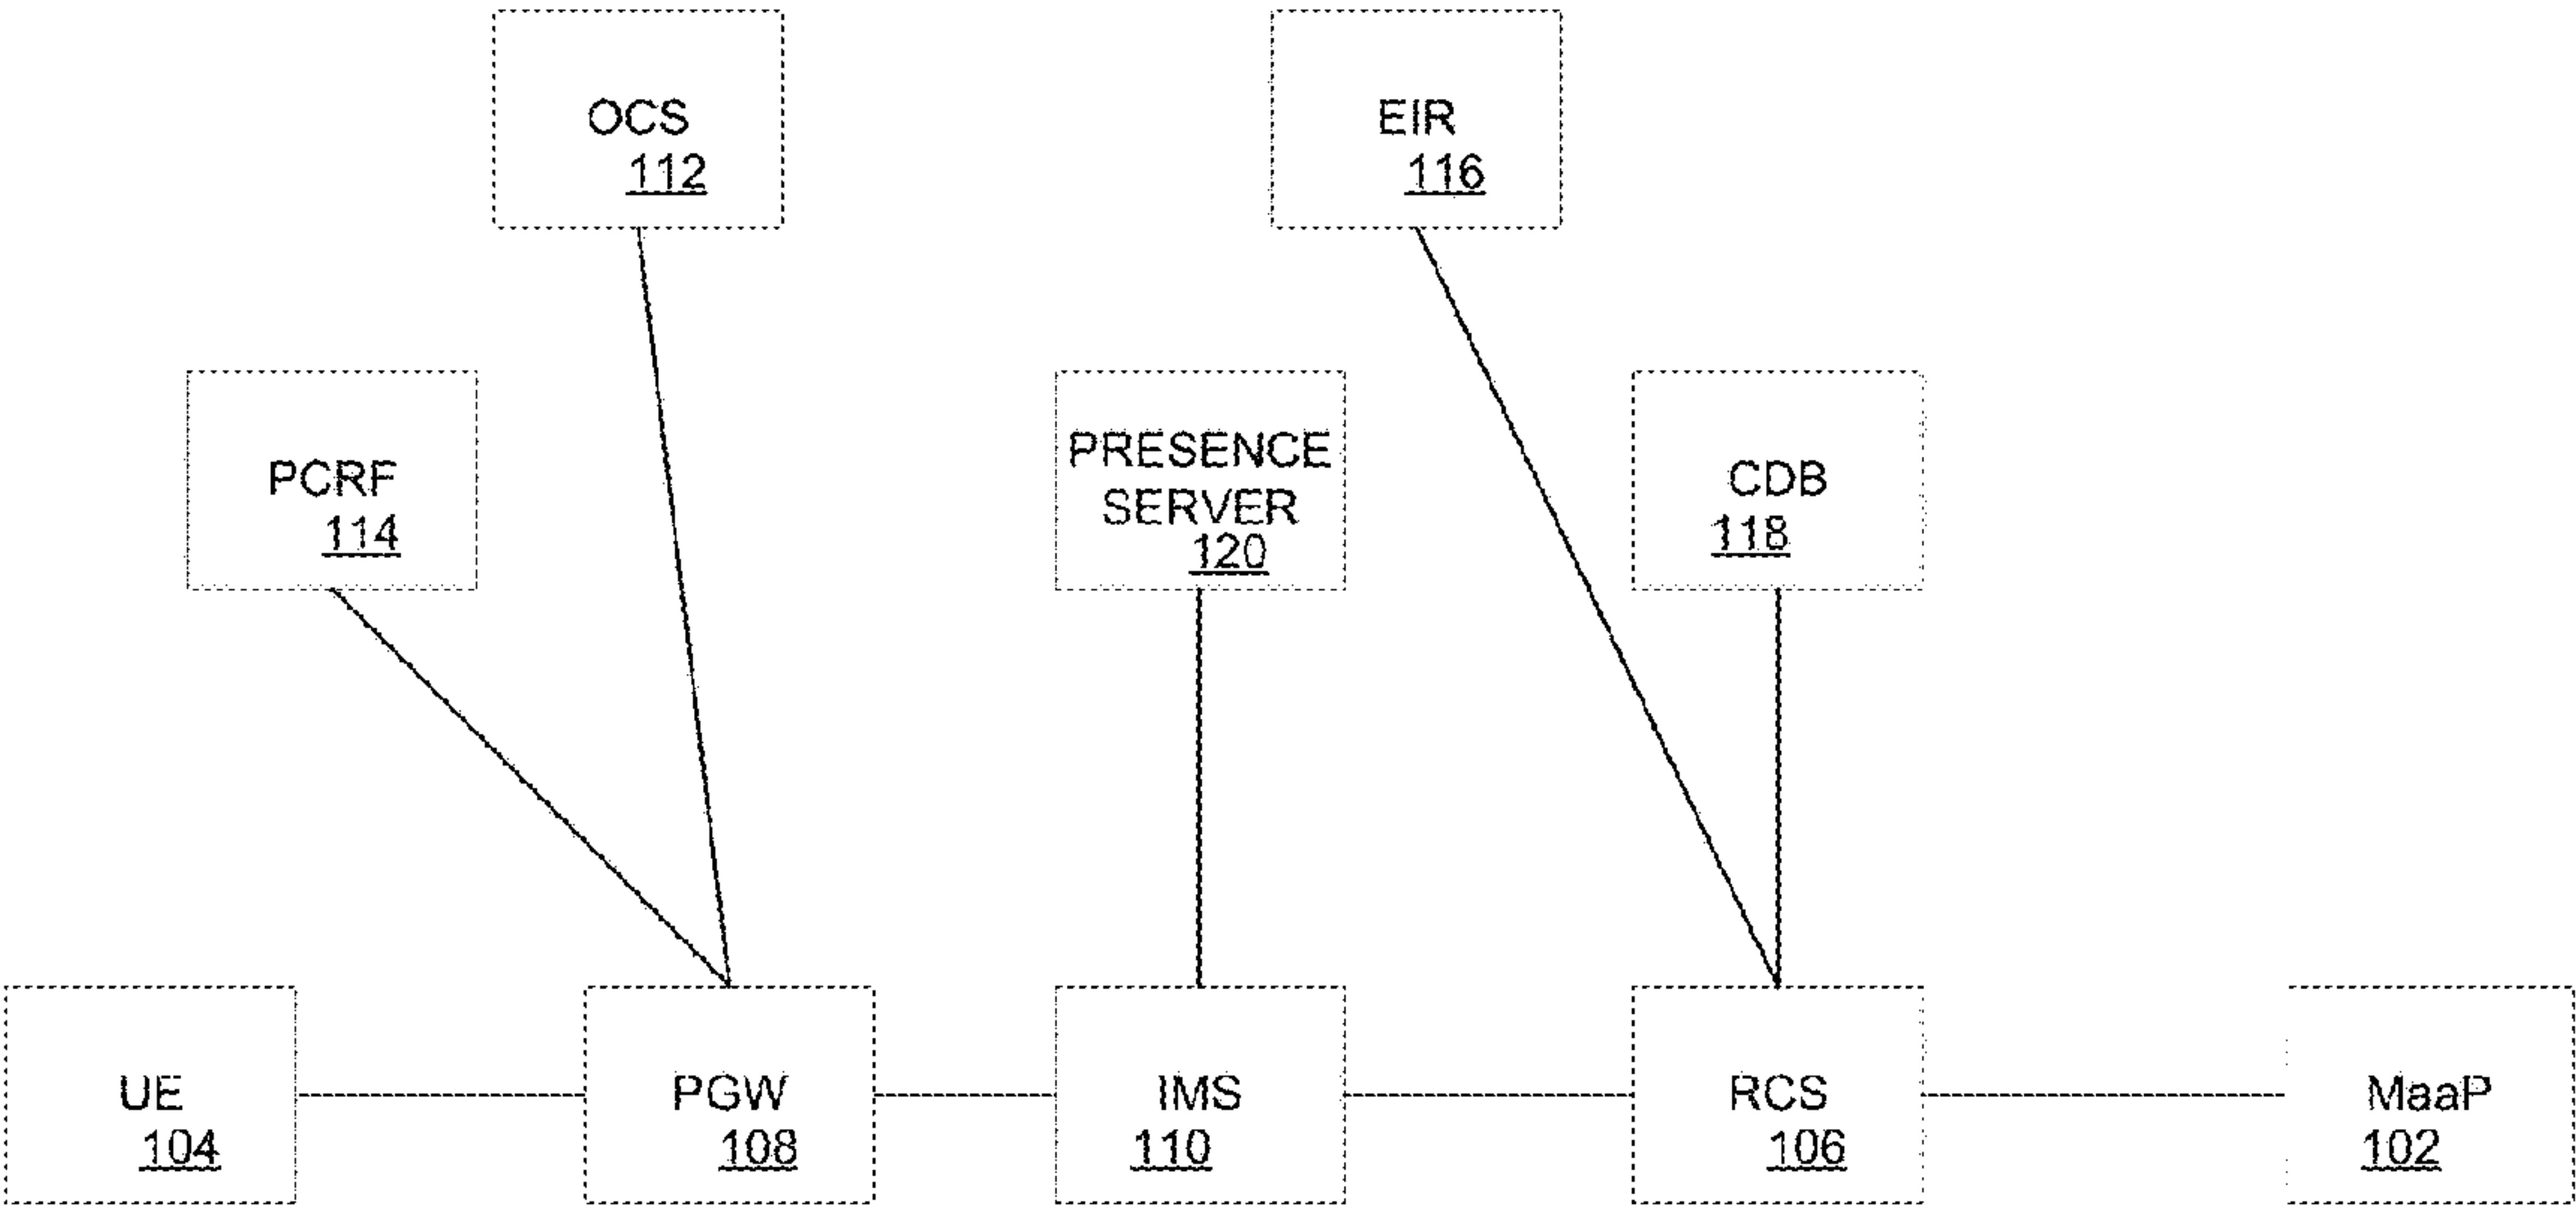 OCS
112
EIR
116
PCRF
114
PRESENCE
SERVER
120
CDB
118
UE
104
PGW
108
IMS
110
RCS
106
MaaP
102